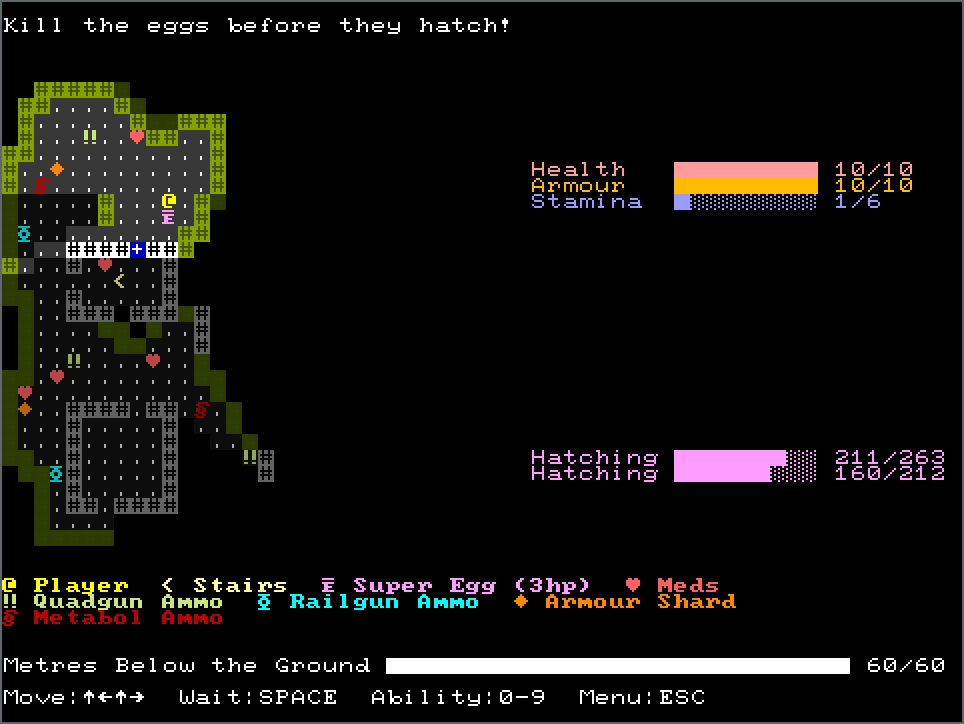 Kill the eggs before they hatch!
Health 10/10
Armour 10/10
Stamina 1/6
Hatching 211/263
Hatching 160/212
Player < Stairs Super Egg (3hp) ♥ Meds
‼ Quadgun Ammo Railgun Ammo ◆ Armour Shard
§ Metabol Ammo
Metres Below the Ground 60/60
Move:↑←↑→ Wait:SPACE Ability:0-9 Menu:ESC